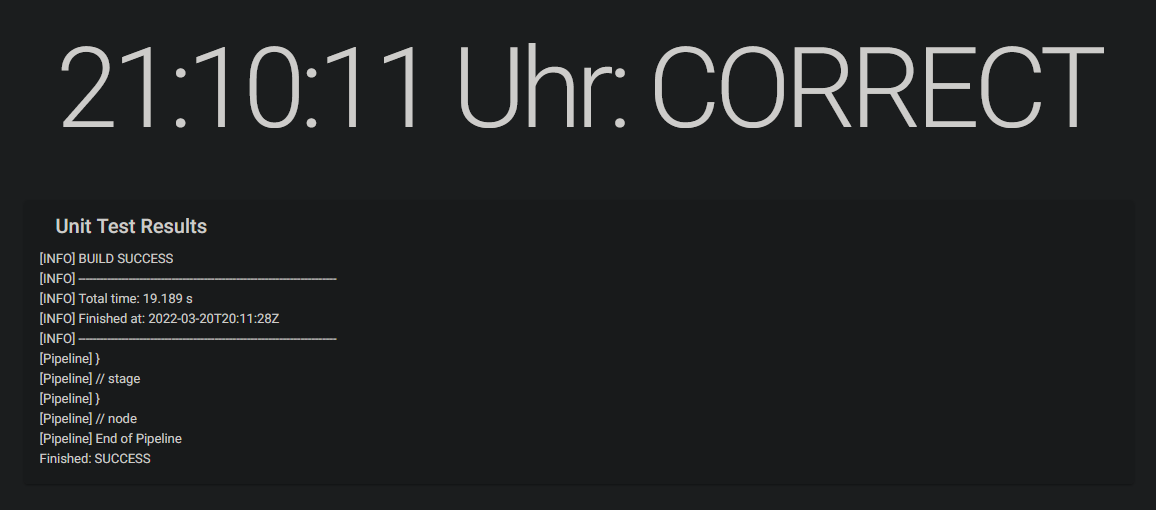 21:10:11 Uhr: CORRECT
Unit Test Results
[INFO] BUILD SUCCESS
[INFO] ------------------------------------------------------------------------
[INFO] Total time: 19.189 s
[INFO] Finished at: 2022-03-20T20:11:28Z
[INFO] ------------------------------------------------------------------------
[Pipeline] }
[Pipeline] // stage
[Pipeline] }
[Pipeline] // node
[Pipeline] End of Pipeline
Finished: SUCCESS